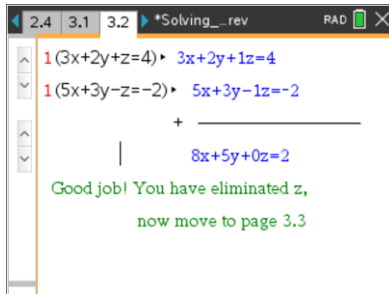 2.4 3.1 3.2 *Solving_...rev RAD
1(3x+2y+z=4)▸ 3x+2y+1z=4
1(5x+3y−z=−2)▸ 5x+3y−1z=−2
+
8x+5y+0z=2
Good job! You have eliminated z,
now move to page 3.3